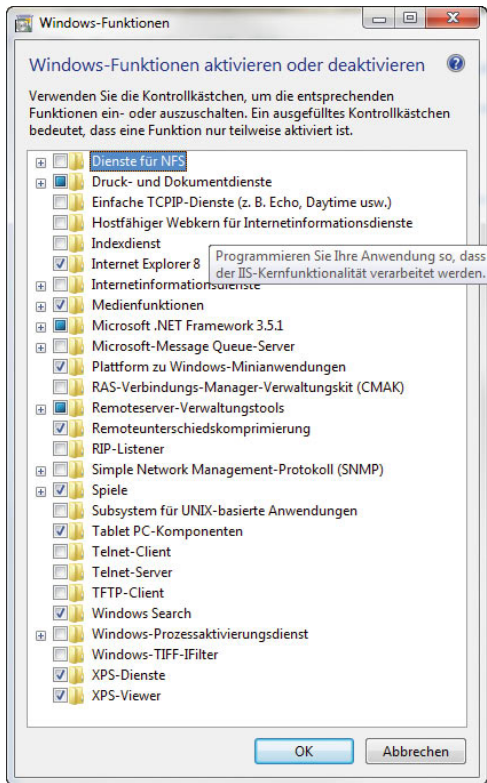 Windows-Funktionen
Windows-Funktionen aktivieren oder deaktivieren
Verwenden Sie die Kontrollkästchen, um die entsprechenden
Funktionen ein- oder auszuschalten. Ein ausgefülltes Kontrollkästchen
bedeutet, dass eine Funktion nur teilweise aktiviert ist.
Dienste für NFS
Druck- und Dokumentdienste
Einfache TCPIP-Dienste (z. B. Echo, Daytime usw.)
Hostfähiger Webkern für Internetinformationsdienste
Indexdienst
Programmieren Sie Ihre Anwendung so, dass
der IIS-Kernfunktionalität verarbeitet werden.
Internet Explorer 8
Internetinformationsdienste
Medienfunktionen
Microsoft .NET Framework 3.5.1
Microsoft-Message Queue-Server
Plattform zu Windows-Minianwendungen
RAS-Verbindungs-Manager-Verwaltungskit (CMAK)
Remoteserver-Verwaltungstools
Remoteunterschiedskomprimierung
RIP-Listener
Simple Network Management-Protokoll (SNMP)
Spiele
Subsystem für UNIX-basierte Anwendungen
Tablet PC-Komponenten
Telnet-Client
Telnet-Server
TFTP-Client
Windows Search
Windows-Prozessaktivierungsdienst
Windows-TIFF-IFilter
XPS-Dienste
XPS-Viewer
OK
Abbrechen